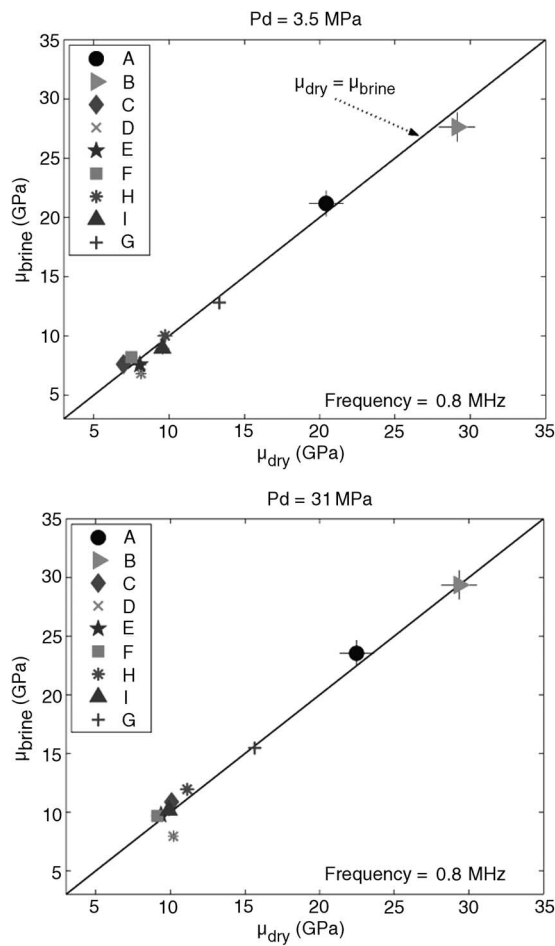 Pd = 3.5 MPa
35
30
25
20
15
10
5
μbrine (GPa)
A
B
C
D
E
F
H
I
G
μdry = μbrine
Frequency = 0.8 MHz
5 10 15 20 25 30 35
μdry (GPa)
Pd = 31 MPa
35
30
25
20
15
10
5
μbrine (GPa)
A
B
C
D
E
F
H
I
G
Frequency = 0.8 MHz
5 10 15 20 25 30 35
μdry (GPa)